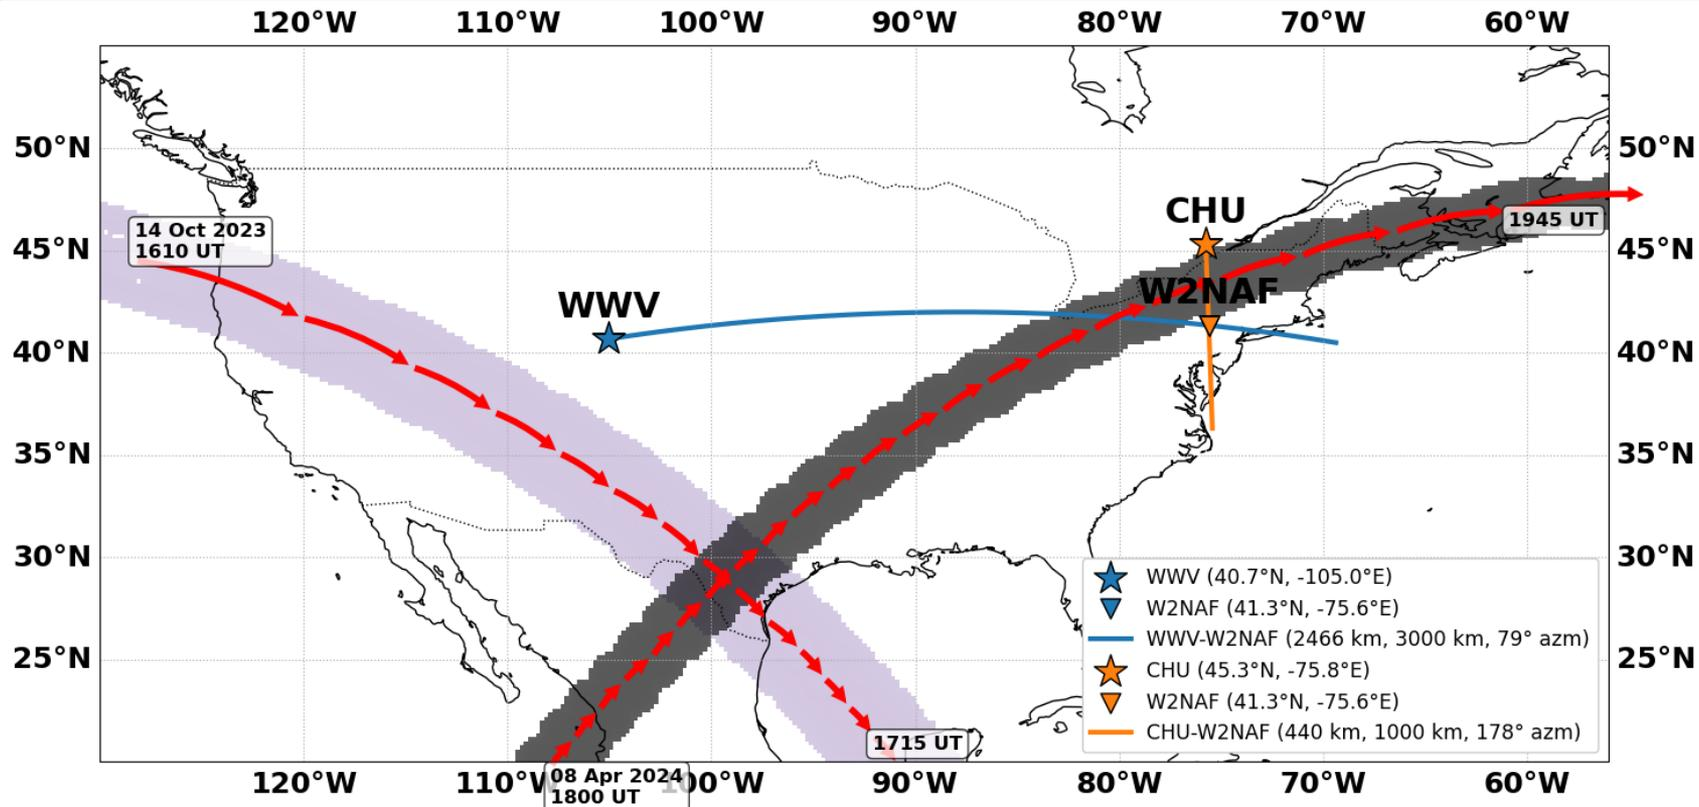 120°W 110°W 100°W 90°W 80°W 70°W 60°W
50°N 50°N
CHU
14 Oct 2023
1610 UT
1945 UT
45°N 45°N
W2NAF
WWV
40°N 40°N
35°N 35°N
30°N 30°N
WWV (40.7°N, -105.0°E)
W2NAF (41.3°N, -75.6°E)
WWV-W2NAF (2466 km, 3000 km, 79° azm)
25°N 25°N
CHU (45.3°N, -75.8°E)
W2NAF (41.3°N, -75.6°E)
CHU-W2NAF (440 km, 1000 km, 178° azm)
1715 UT
120°W 110°W 100°W 90°W 80°W 70°W 60°W
08 Apr 2024
1800 UT